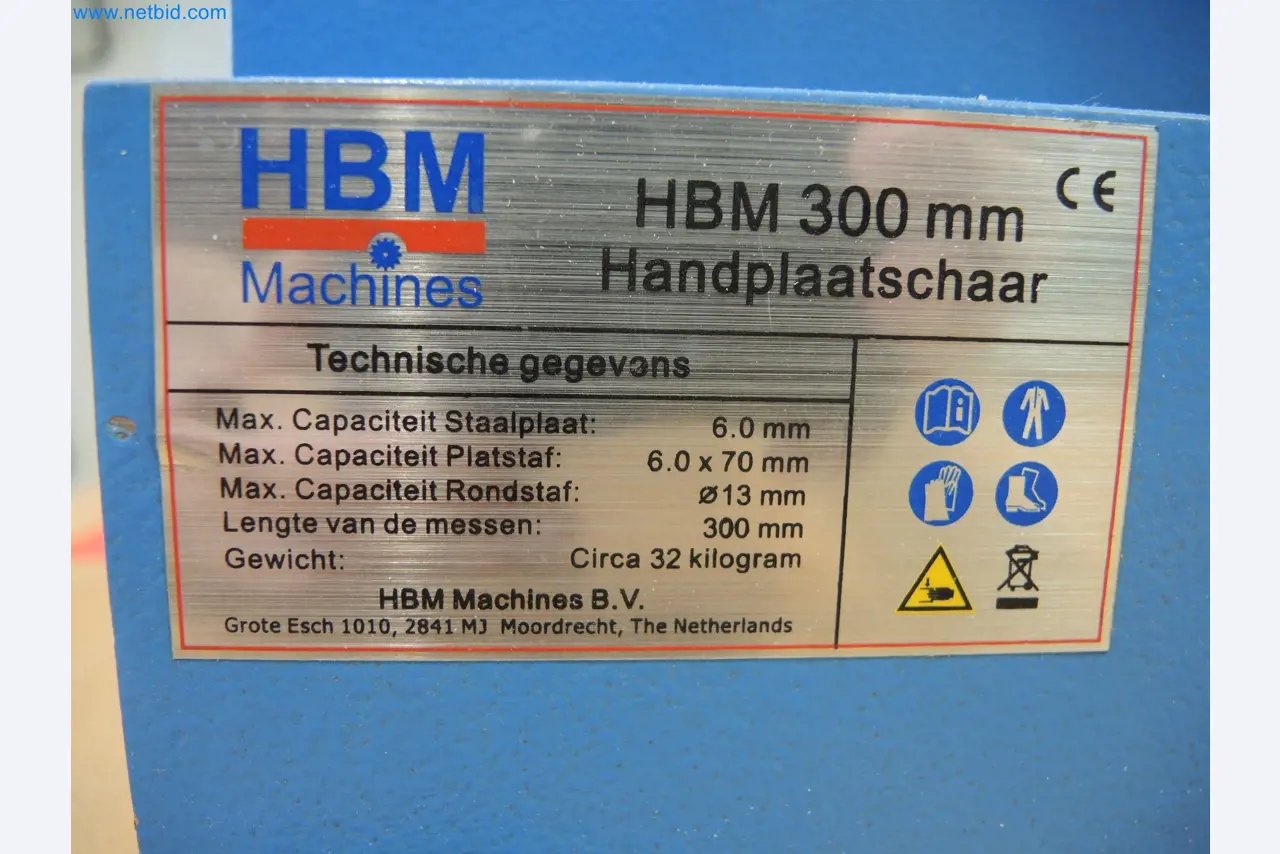 www.netbid.com
HBM
Machines
HBM 300 mm
Handplaatschaar
CE
Technische gegevens
Max. Capaciteit Staalplaat: 6.0 mm
Max. Capaciteit Platstaf: 6.0 x 70 mm
Max. Capaciteit Rondstaf: ø13 mm
Lengte van de messen: 300 mm
Gewicht: Circa 32 kilogram
HBM Machines B.V.
Grote Esch 1010, 2841 MJ Moordrecht, The Netherlands